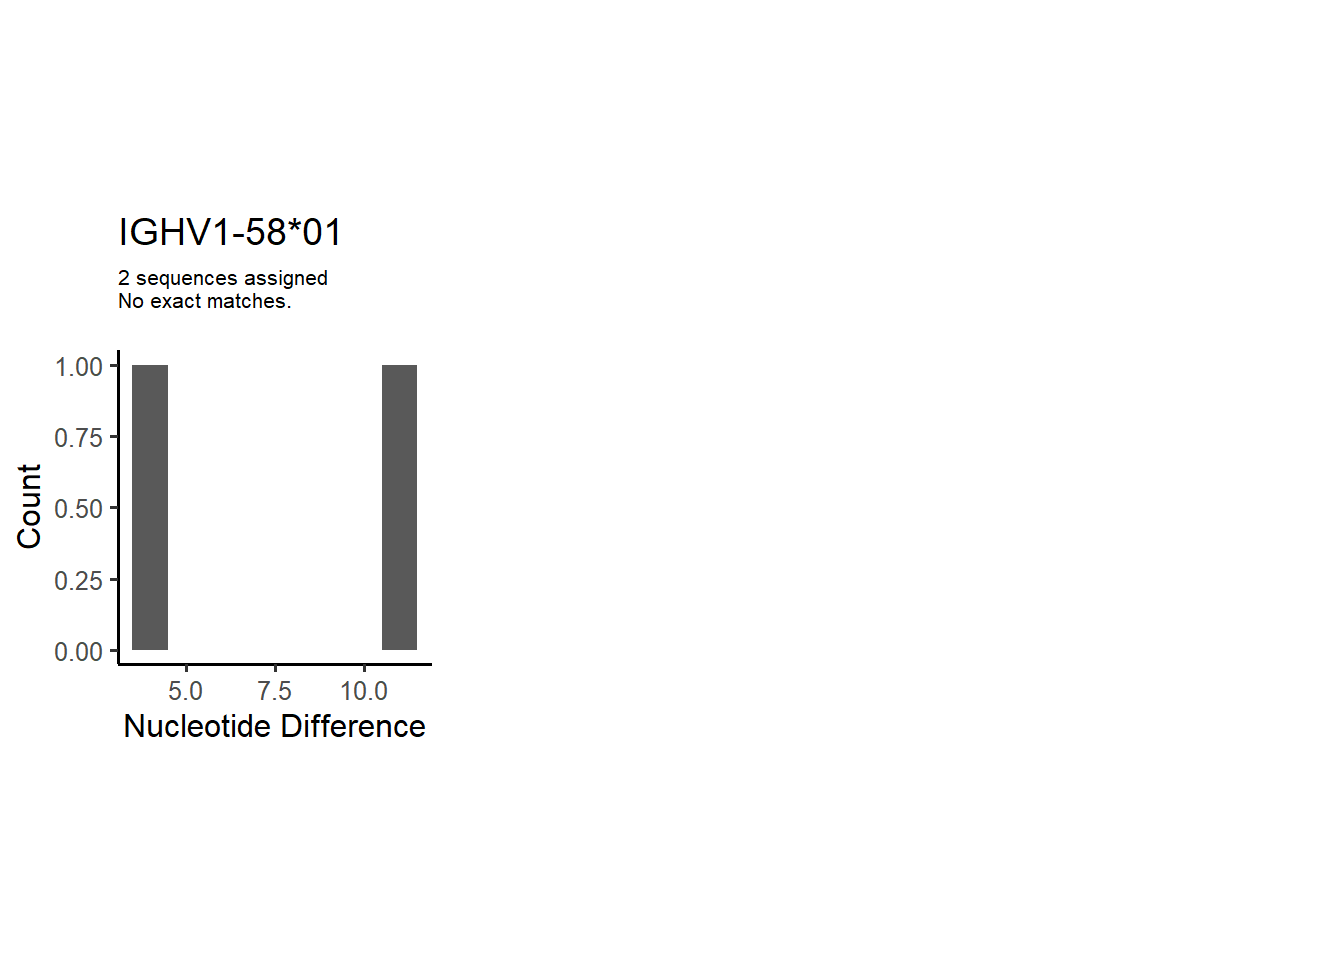 IGHV1-58*01
2 sequences assigned
No exact matches.
1.00
0.75
0.50
0.25
0.00
Count
5.0 7.5 10.0
Nucleotide Difference